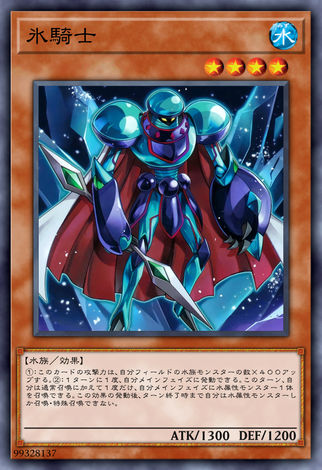 氷騎士
水
【水族／効果】
①：このカードの攻撃力は、自分フィールドの水族モンスターの数×４００アッ
プする。②：１ターンに１度、自分メインフェイズに発動できる。このターン、自
分は通常召喚に加えて１度だけ、自分メインフェイズに水属性モンスター１体
を召喚できる。この効果の発動後、ターン終了時まで自分は水属性モンスターし
か召喚・特殊召喚できない。
ATK/1300 DEF/1200
99328137